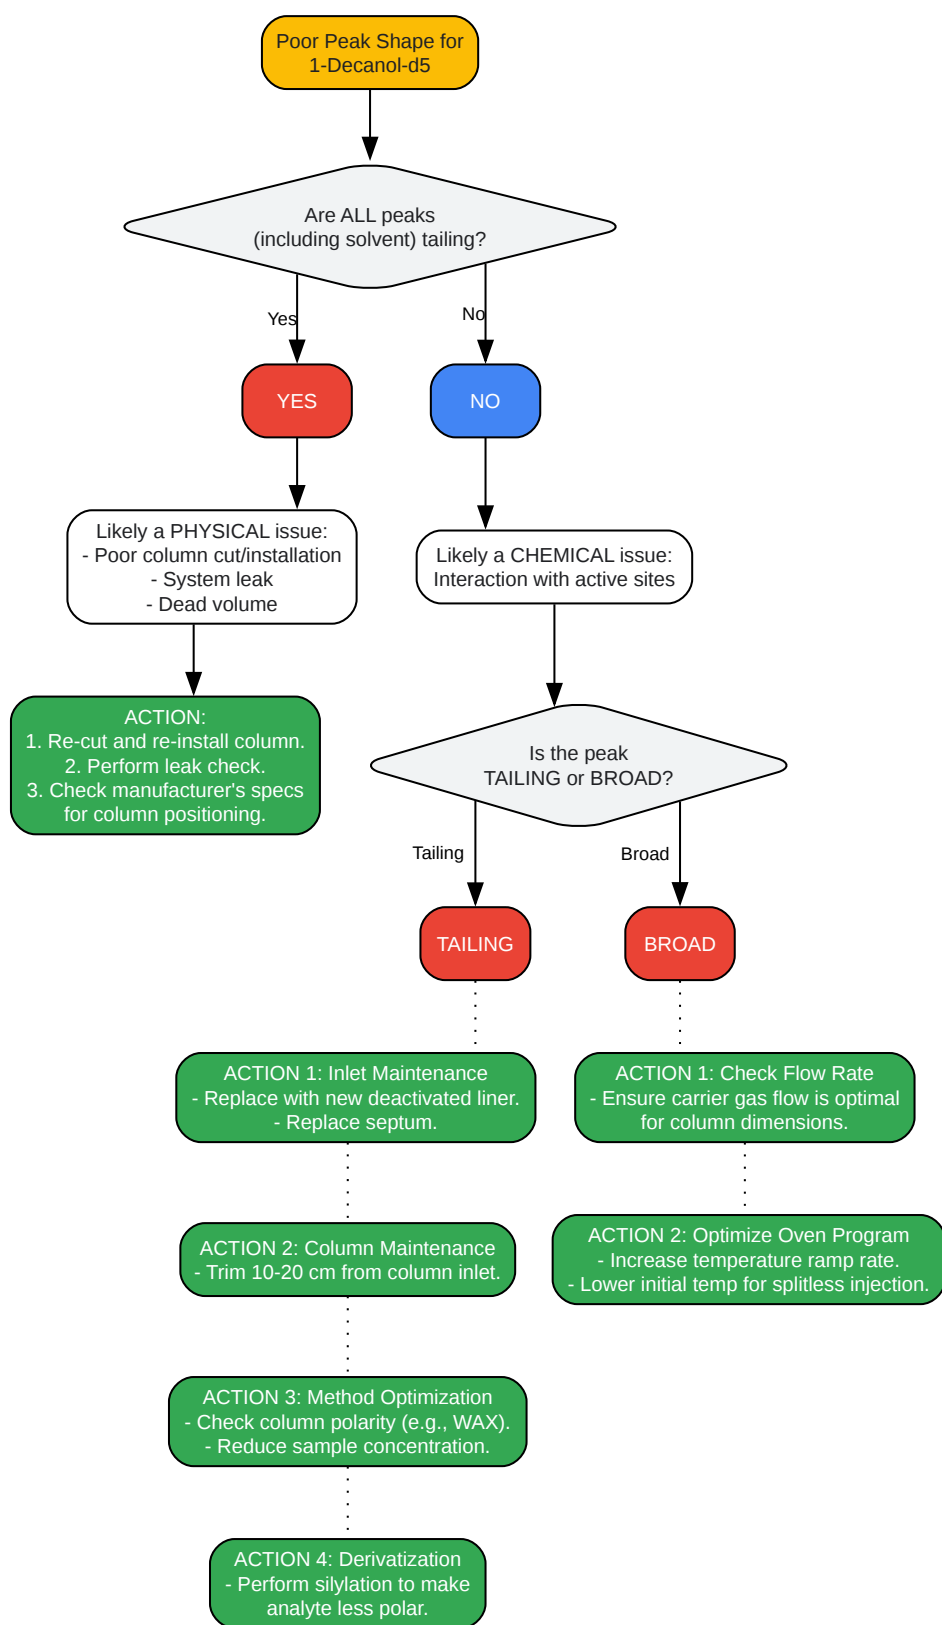 Poor Peak Shape for
1-Decanol-d5
Are ALL peaks
(including solvent) tailing?
Yes
No
YES
NO
Likely a PHYSICAL issue:
- Poor column cut/installation
- System leak
- Dead volume
Likely a CHEMICAL issue:
Interaction with active sites
ACTION:
1. Re-cut and re-install column.
2. Perform leak check.
3. Check manufacturer's specs
for column positioning.
Is the peak
TAILING or BROAD?
Tailing
Broad
TAILING
BROAD
ACTION 1: Inlet Maintenance
- Replace with new deactivated liner.
- Replace septum.
ACTION 1: Check Flow Rate
- Ensure carrier gas flow is optimal
for column dimensions.
ACTION 2: Column Maintenance
- Trim 10-20 cm from column inlet.
ACTION 2: Optimize Oven Program
- Increase temperature ramp rate.
- Lower initial temp for splitless injection.
ACTION 3: Method Optimization
- Check column polarity (e.g., WAX).
- Reduce sample concentration.
ACTION 4: Derivatization
- Perform silylation to make
analyte less polar.